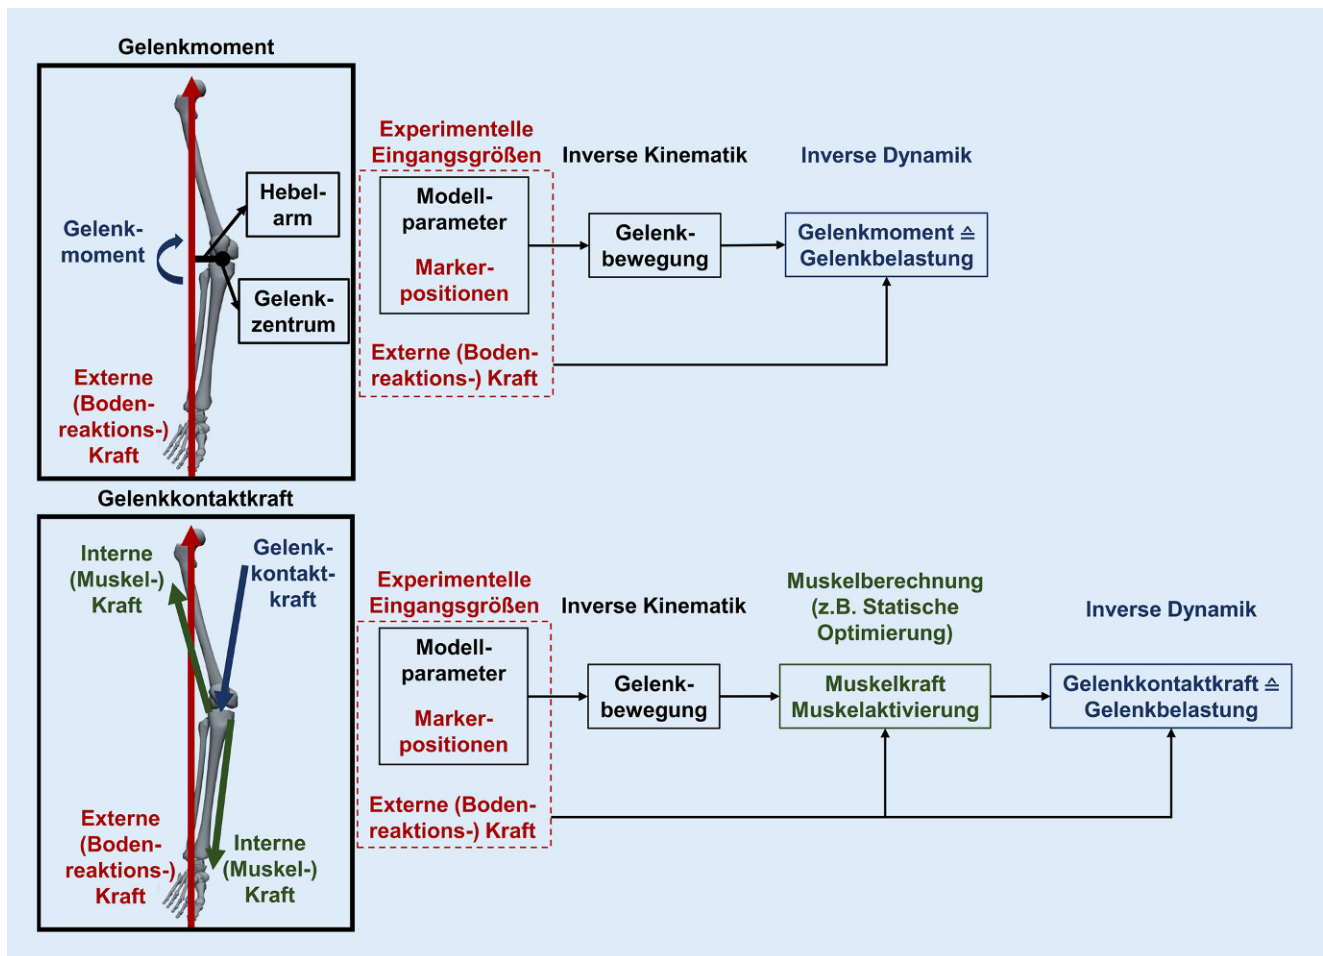 Gelenkmoment
Hebel-
arm
Gelenk-
moment
Gelenk-
zentrum
Externe
(Boden-
reaktions-)
Kraft
Experimentelle
Eingangsgrößen
Modell-
parameter
Marker-
positionen
Externe (Boden-
reaktions-) Kraft
Inverse Kinematik
Gelenk-
bewegung
Inverse Dynamik
Gelenkmoment ≙
Gelenkbelastung
Gelenkkontaktkraft
Interne
(Muskel-)
Kraft
Gelenk-
kontakt-
kraft
Externe
(Boden-
reaktions-)
Kraft
Interne
(Muskel-)
Kraft
Experimentelle
Eingangsgrößen
Modell-
parameter
Marker-
positionen
Externe (Boden-
reaktions-) Kraft
Inverse Kinematik
Gelenk-
bewegung
Muskelberechnung
(z.B. Statische
Optimierung)
Muskelkraft
Muskelaktivierung
Inverse Dynamik
Gelenkkontaktkraft ≙
Gelenkbelastung